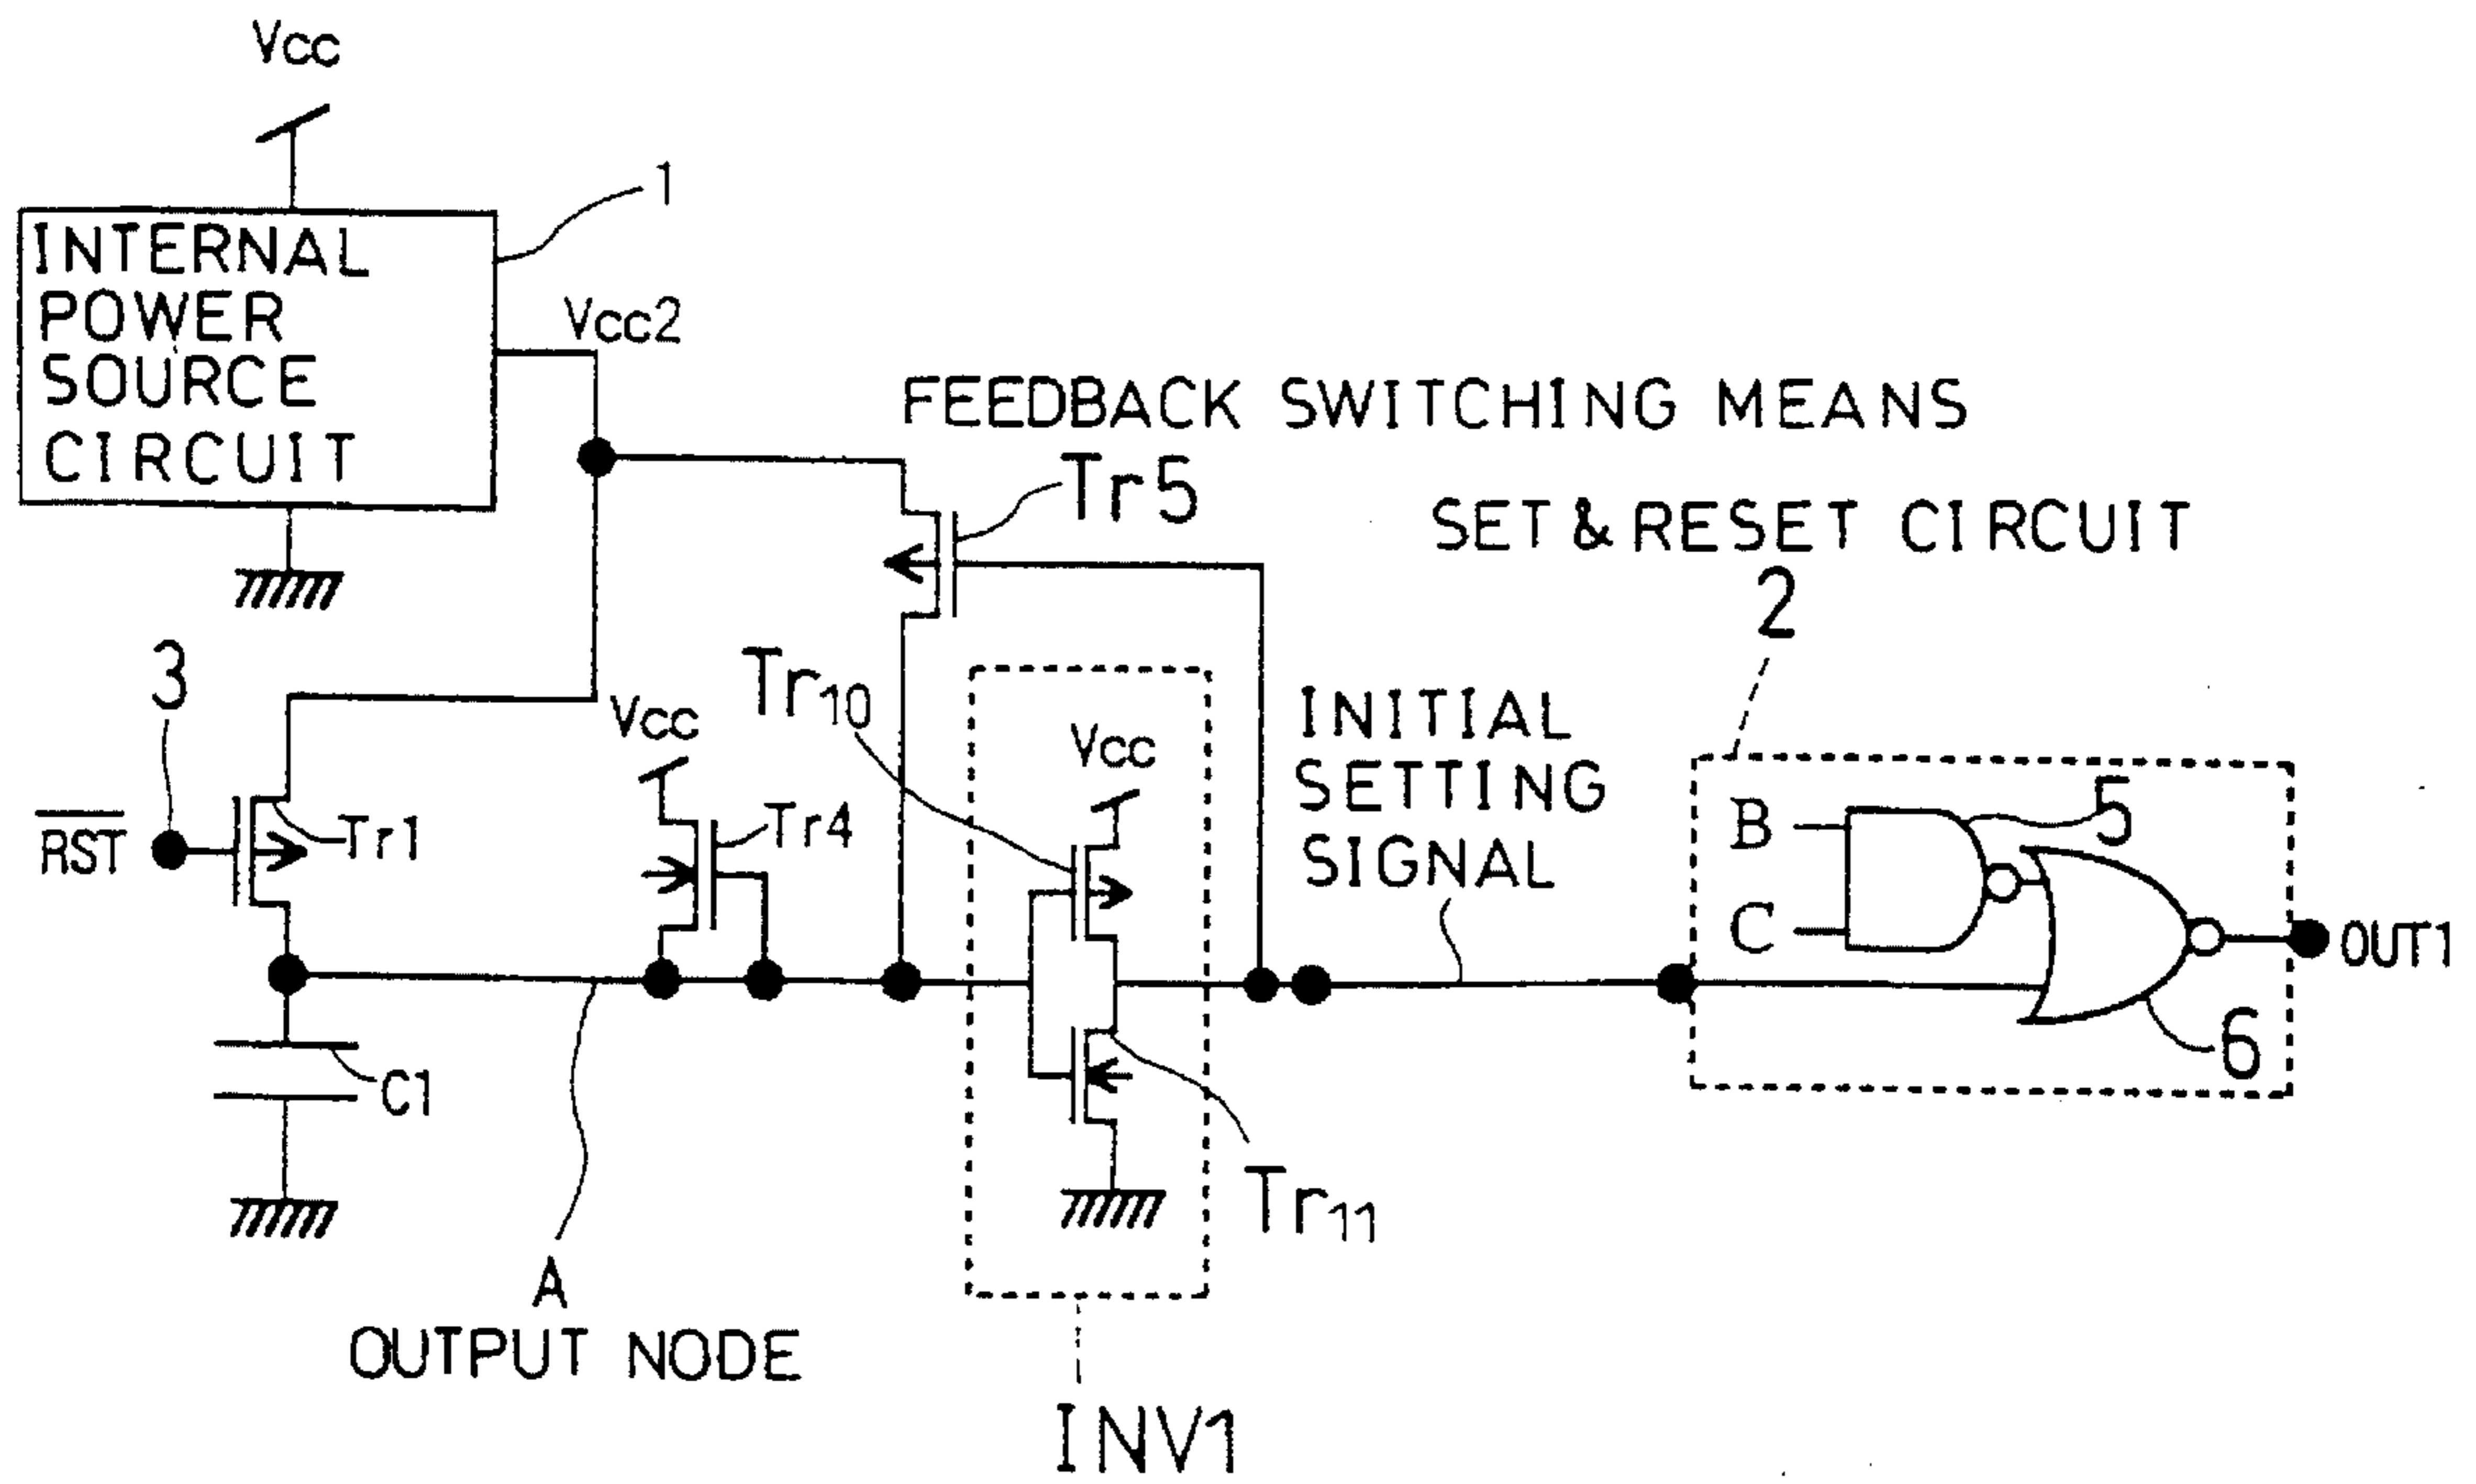 Vcc
1
INTERNAL
POWER
SOURCE
CIRCUIT
Vcc2
FEEDBACK SWITCHING MEANS
Tr5
SET & RESET CIRCUIT
2
3
RST
Tr1
Vcc
Tr4
Tr10
Vcc
INITIAL
SETTING
SIGNAL
B
C
5
6
OUT1
C1
A
OUTPUT NODE
Tr11
INV1